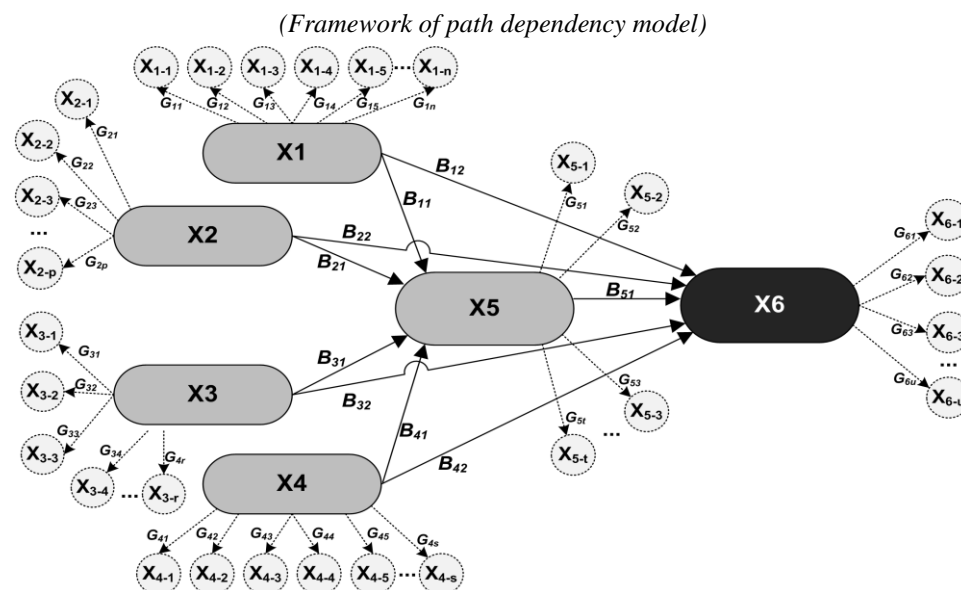 (Framework of path dependency model)
X1-1 X1-2 X1-3 X1-4 X1-5 ... X1-n
G11 G12 G13 G14 G15 G1n
X1
X2-1
G21
X2-2
G22
X2-3
G23
...
X2-p
G2p
X2
B12
B11
B22
B21
X5-1
G51
X5-2
G52
X5
B51
X6
X6-1
G61
X6-2
G62
X6-3
G63
...
X6-u
G6u
X3-1
G31
X3-2
G32
X3-3
G33
X3
B31
B32
G34
G4r
X3-4 ... X3-r
B41
B42
G53
X5-3
G5t
...
X5-t
X4
G41 G42 G43 G44 G45 G4s
X4-1 X4-2 X4-3 X4-4 X4-5 ... X4-s